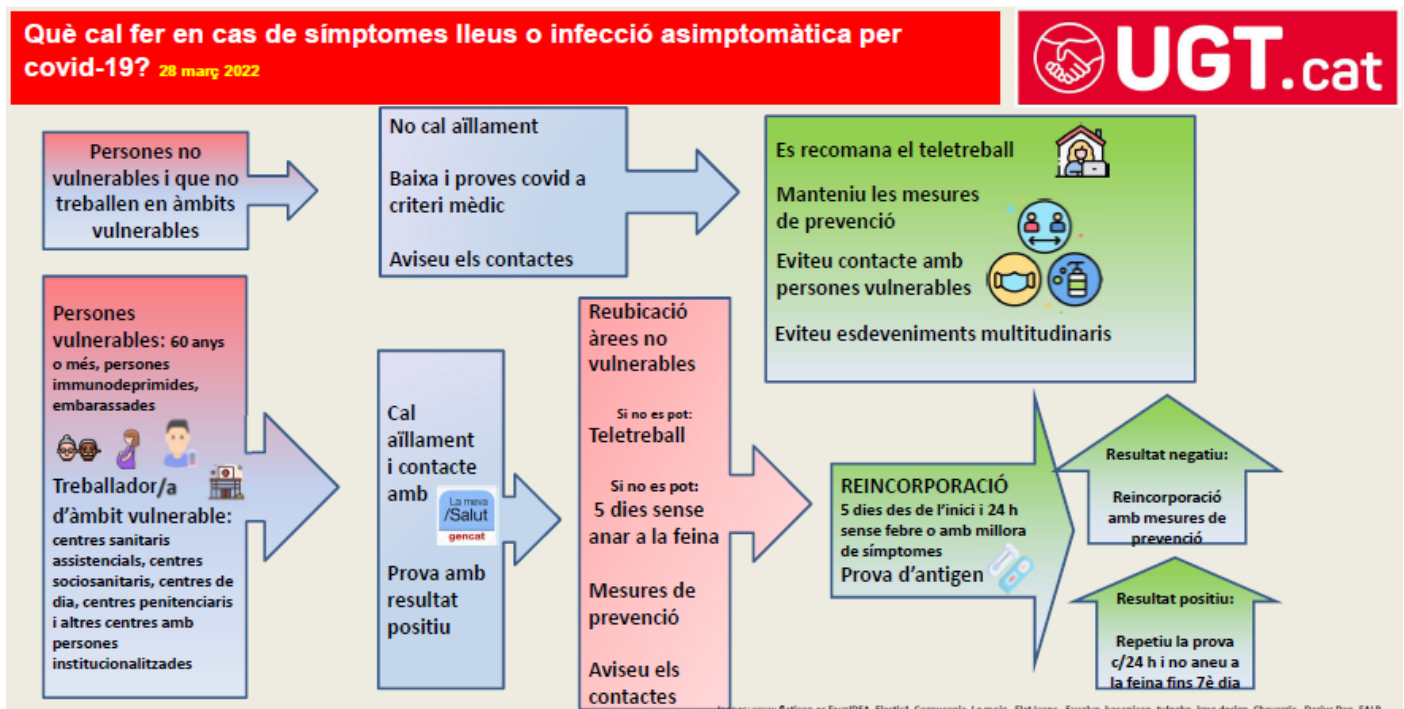 Què cal fer en cas de símptomes lleus o infecció asimptomàtica per
covid-19? 28 març 2022
UGT.cat
Persones no
vulnerables i que no
treballen en àmbits
vulnerables
No cal aïllament
Baixa i proves covid a
criteri mèdic
Aviseu els contactes
Es recomana el teletreball
Manteniu les mesures
de prevenció
Eviteu contacte amb
persones vulnerables
Eviteu esdeveniments multitudinaris
Persones
vulnerables: 60 anys
o més, persones
immunodeprimides,
embarassades
Treballador/a
d'àmbit vulnerable:
centres sanitaris
assistencials, centres
sociosanitaris, centres de
dia, centres penitenciaris
i altres centres amb
persones
institucionalitzades
Cal
aïllament
i contacte
amb
La meva
/Salut
gencat
Prova amb
resultat
positiu
Reubicació
àrees no
vulnerables
Si no es pot:
Teletreball
Si no es pot:
5 dies sense
anar a la feina
Mesures de
prevenció
Aviseu els
contactes
REINCORPORACIÓ
5 dies des de l'inici i 24 h
sense febre o amb millora
de símptomes
Prova d'antigen
Resultat negatiu:
Reincorporació
amb mesures de
prevenció
Resultat positiu:
Repetiu la prova
c/24 h i no aneu a
la feina fins 7è dia